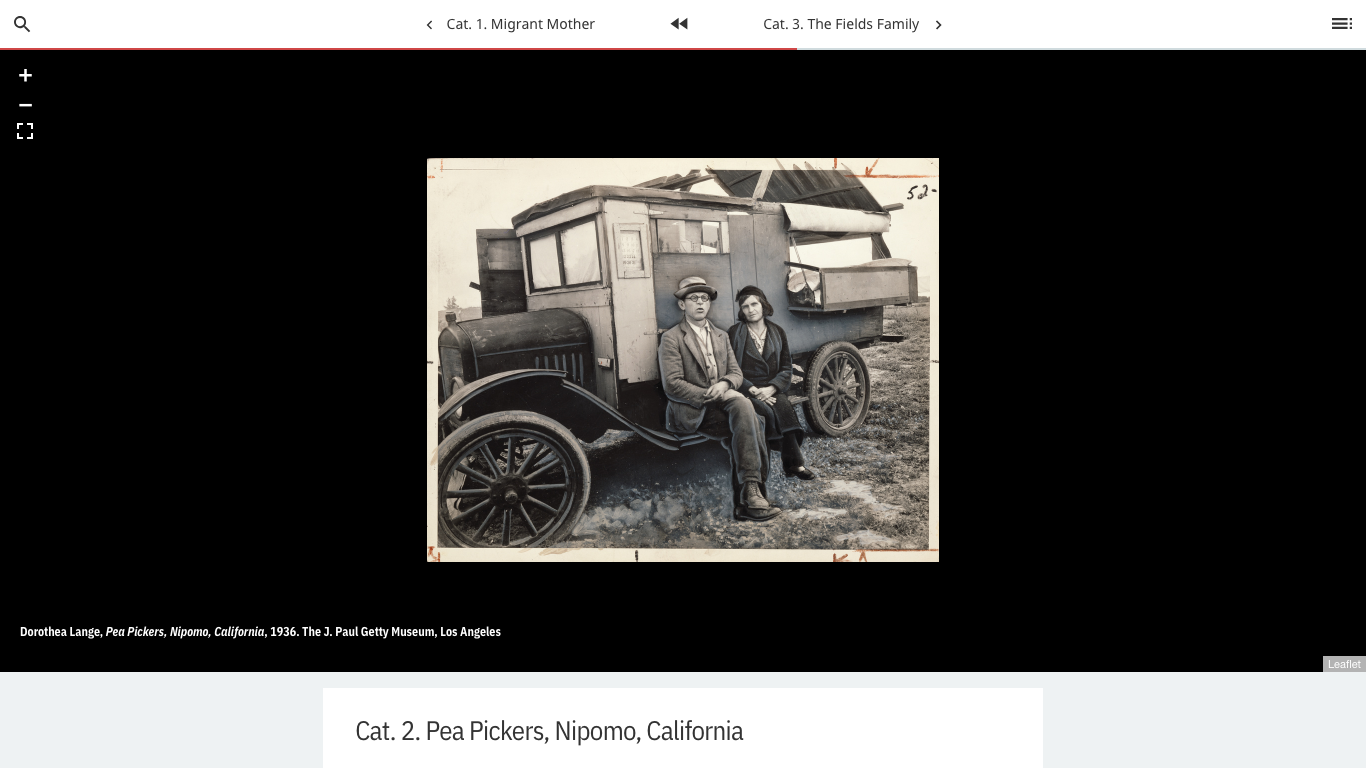 Cat. 1. Migrant Mother
Cat. 3. The Fields Family
52-
Dorothea Lange, Pea Pickers, Nipomo, California, 1936. The J. Paul Getty Museum, Los Angeles
Leaflet
Cat. 2. Pea Pickers, Nipomo, California